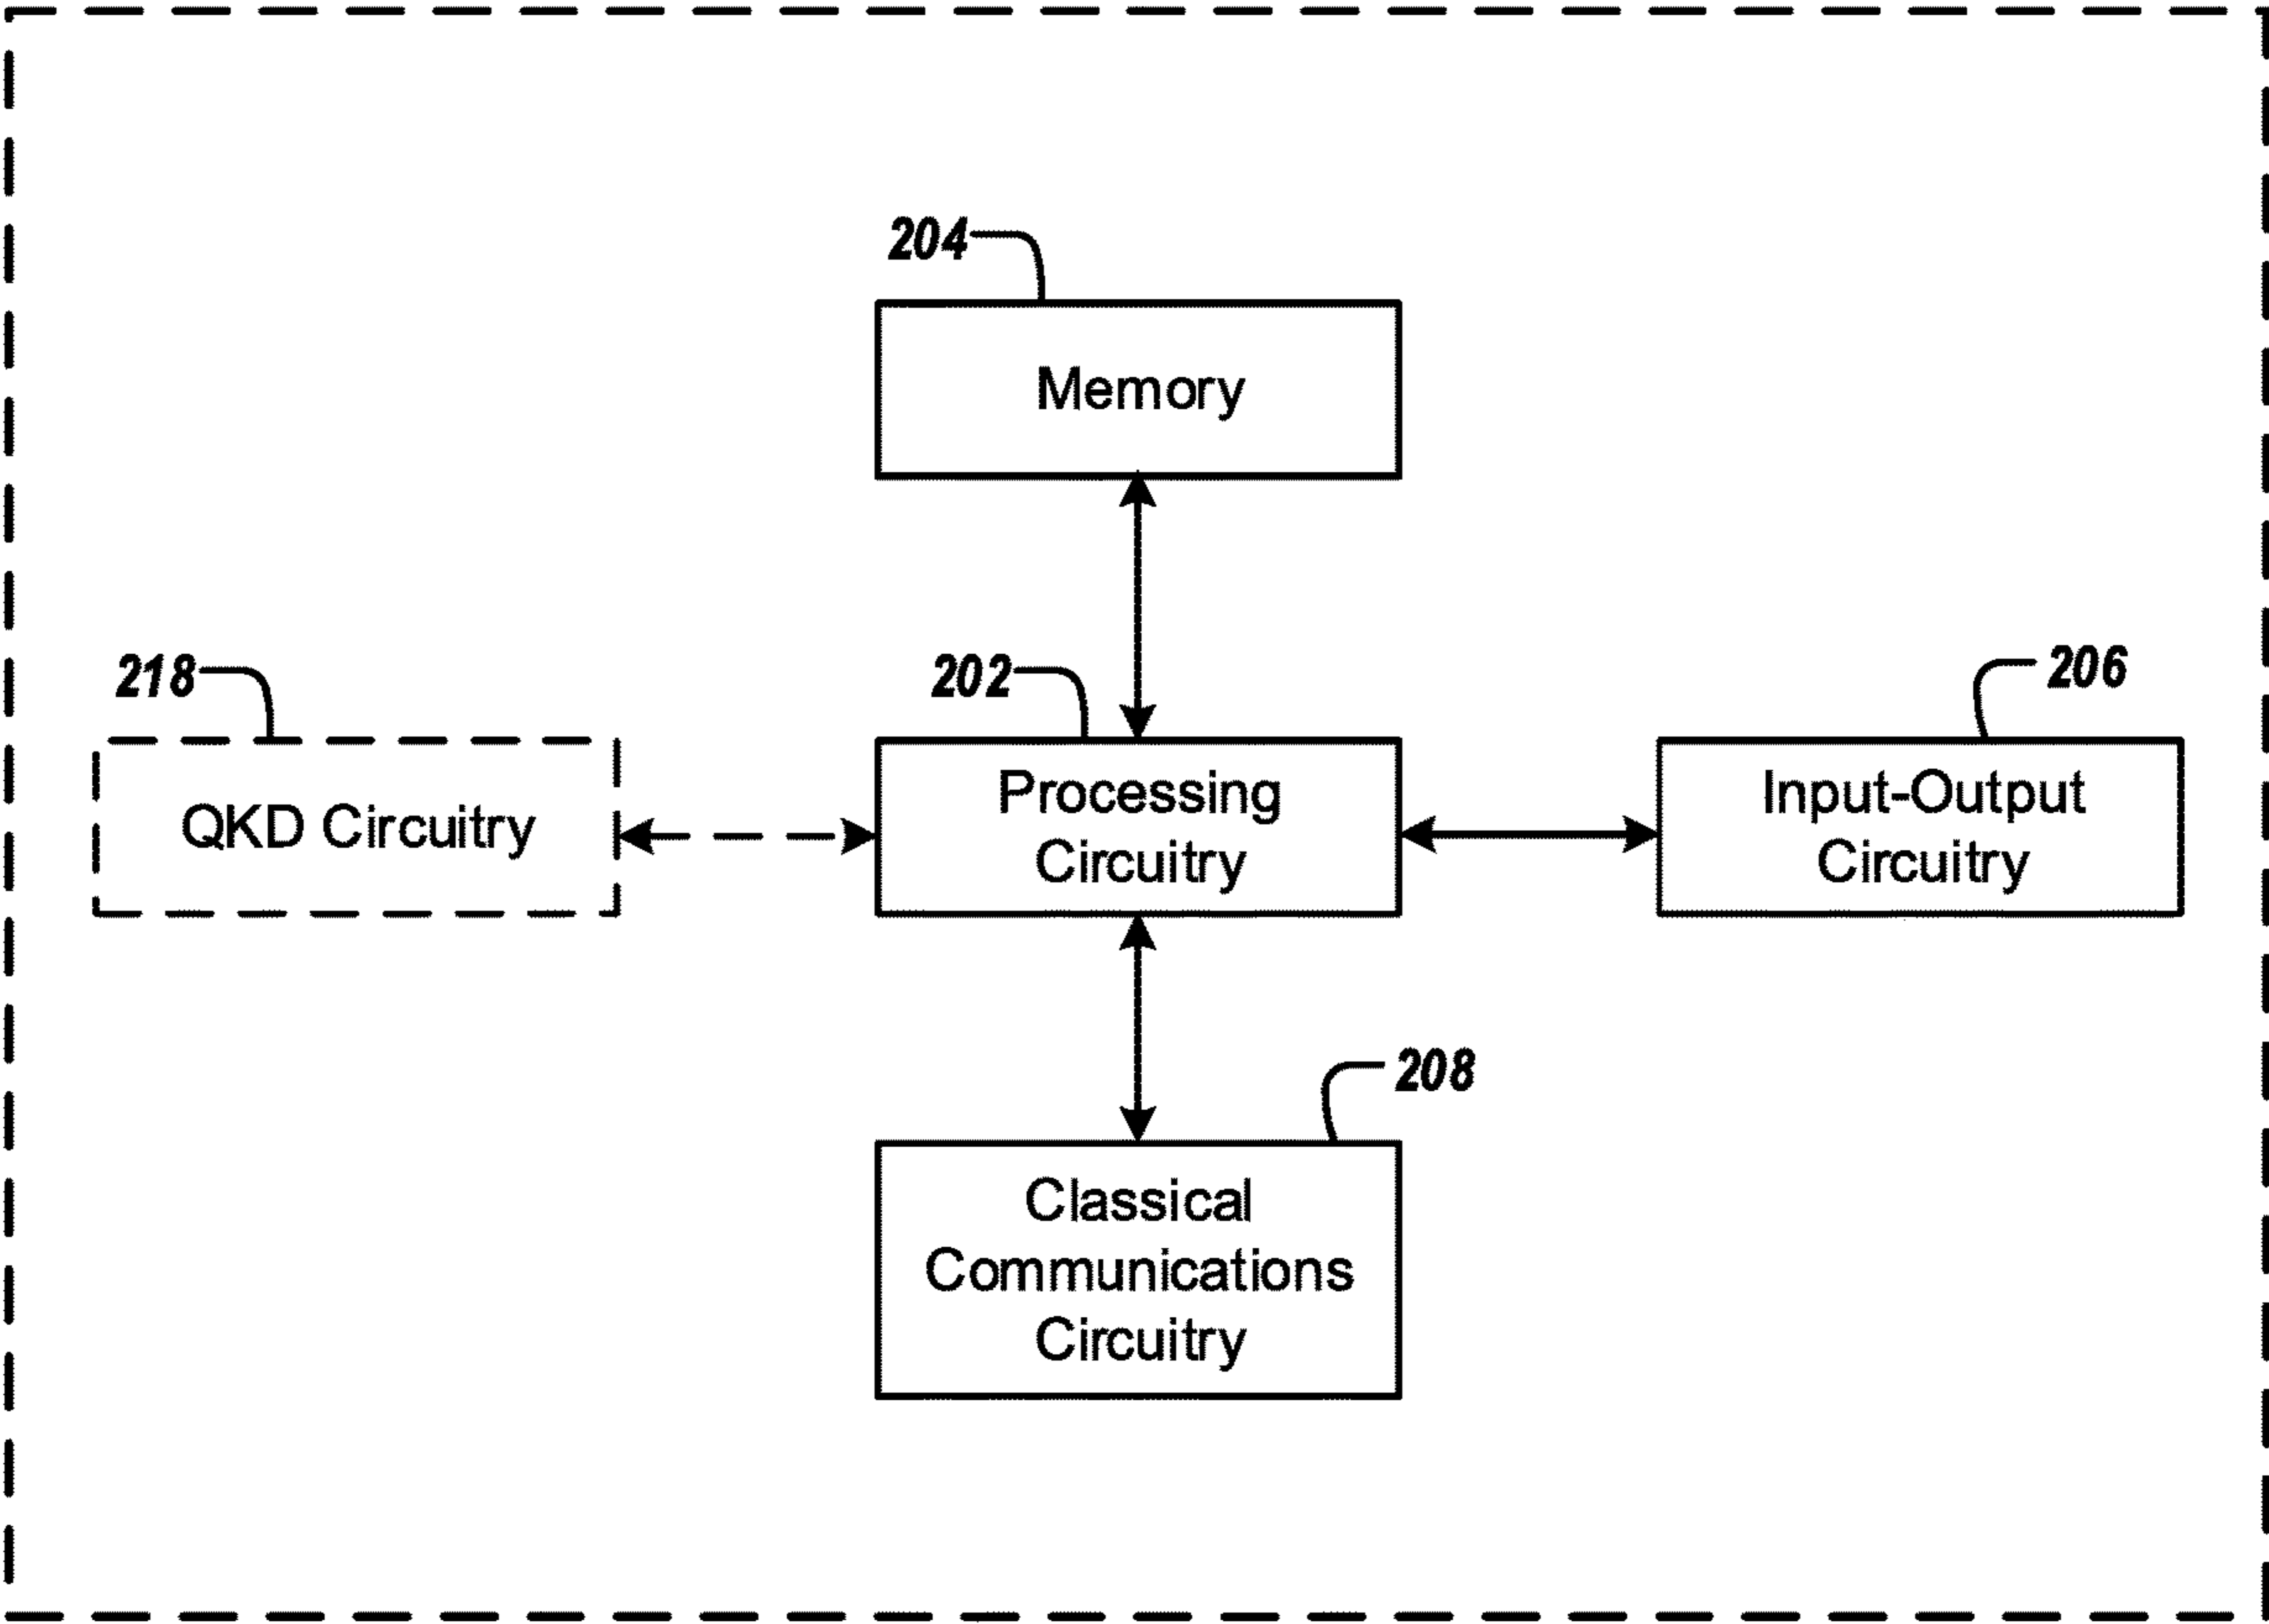 204
Memory
218
QKD Circuitry
202
Processing
Circuitry
206
Input-Output
Circuitry
208
Classical
Communications
Circuitry